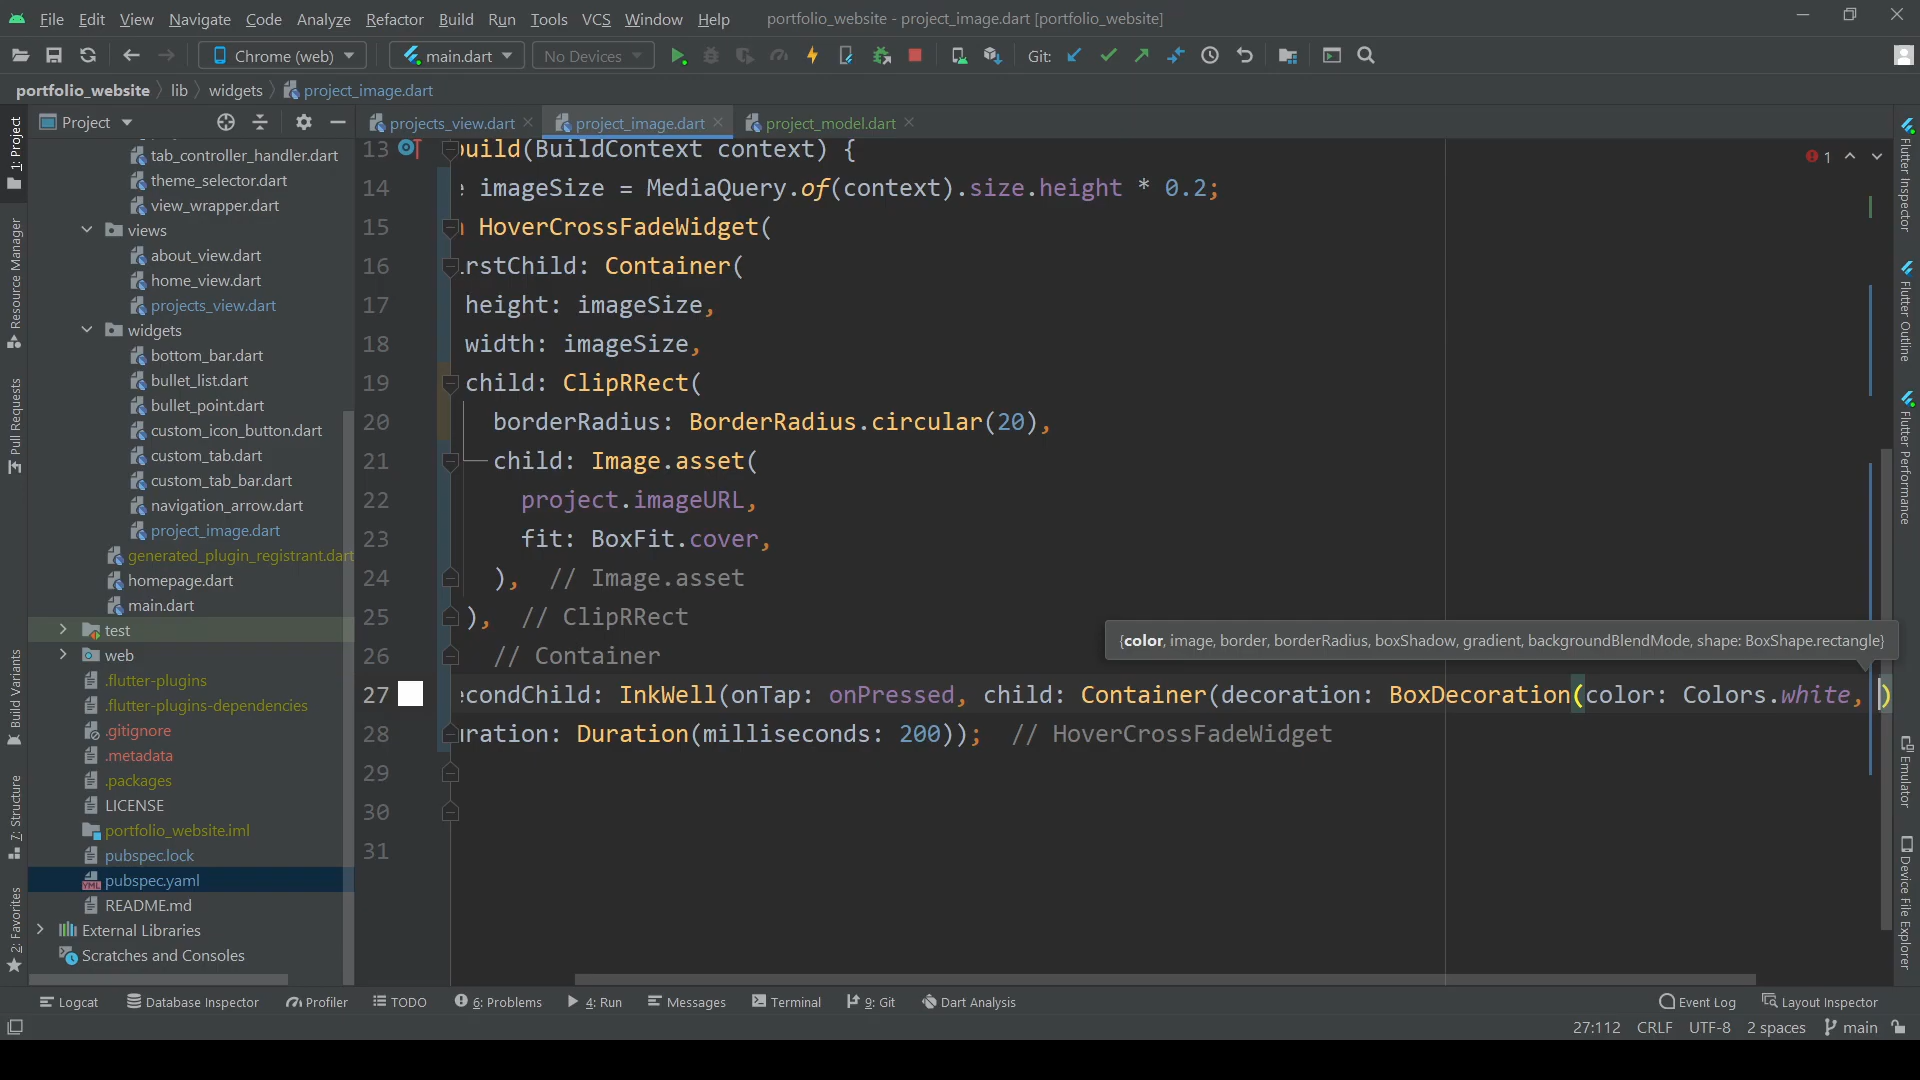 File Edit View Navigate Code Analyze Refactor Build Run Tools VCS Window Help portfolio_website - project_image.dart [portfolio_website]
Chrome (web) main.dart No Devices Git:
portfolio_website lib widgets project_image.dart
Project
projects_view.dart project_image.dart project_model.dart
1: Project
Resource Manager
Pull Requests
Build Variants
7: Structure
2: Favorites
tab_controller_handler.dart
theme_selector.dart
view_wrapper.dart
views
about_view.dart
home_view.dart
projects_view.dart
widgets
bottom_bar.dart
bullet_list.dart
bullet_point.dart
custom_icon_button.dart
custom_tab.dart
custom_tab_bar.dart
navigation_arrow.dart
project_image.dart
generated_plugin_registrant.dart
homepage.dart
main.dart
test
web
.flutter-plugins
.flutter-plugins-dependencies
.gitignore
.metadata
.packages
LICENSE
portfolio_website.iml
pubspec.lock
pubspec.yaml
README.md
External Libraries
Scratches and Consoles
13 build(BuildContext context) {
14 e imageSize = MediaQuery.of(context).size.height * 0.2;
15 n HoverCrossFadeWidget(
16 irstChild: Container(
17 height: imageSize,
18 width: imageSize,
19 child: ClipRRect(
20 borderRadius: BorderRadius.circular(20),
21 child: Image.asset(
22 project.imageURL,
23 fit: BoxFit.cover,
24 ), // Image.asset
25 ), // ClipRRect
26 // Container
27 econdChild: InkWell(onTap: onPressed, child: Container(decoration: BoxDecoration(color: Colors.white, )
28 uration: Duration(milliseconds: 200)); // HoverCrossFadeWidget
29
30
31
{color, image, border, borderRadius, boxShadow, gradient, backgroundBlendMode, shape: BoxShape.rectangle}
1
Flutter Inspector
Flutter Outline
Flutter Performance
Emulator
Device File Explorer
Logcat Database Inspector Profiler TODO 6: Problems 4: Run Messages Terminal 9: Git Dart Analysis Event Log Layout Inspector
27:112 CRLF UTF-8 2 spaces main